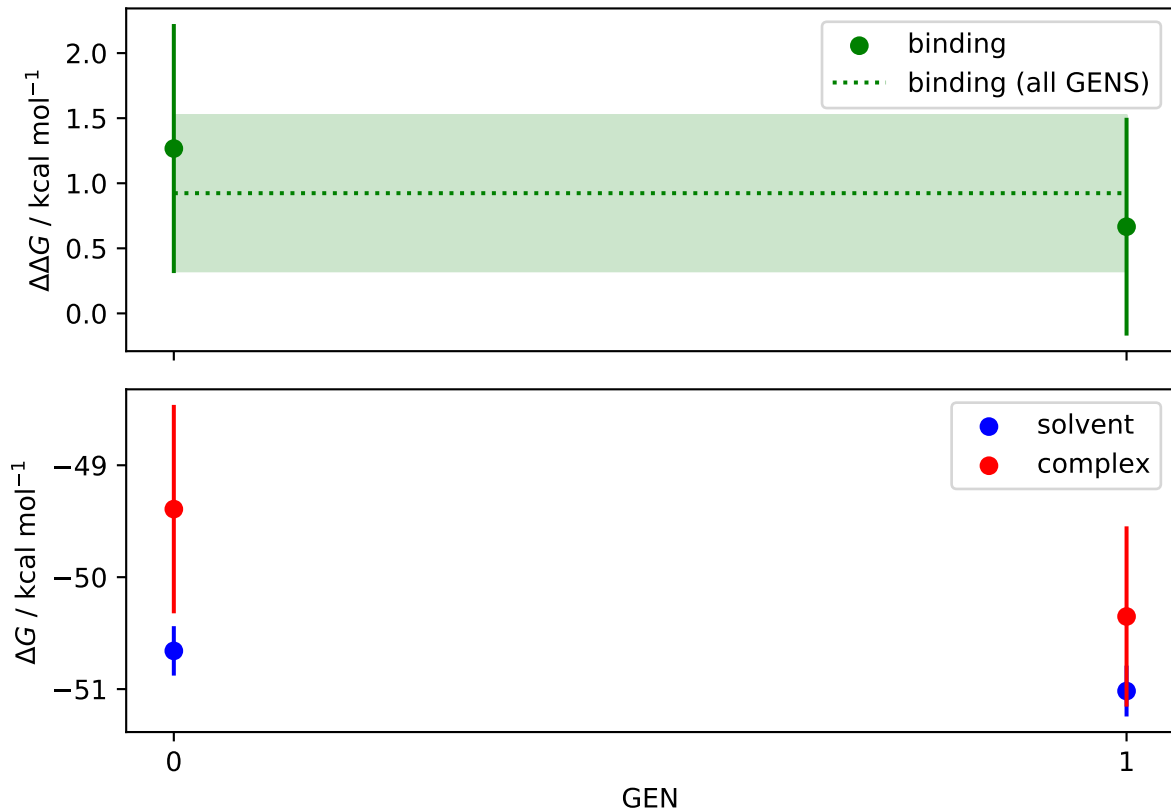 2.0
1.5
1.0
0.5
0.0
ΔΔG / kcal mol⁻¹
binding
binding (all GENS)
−49
−50
−51
ΔG / kcal mol⁻¹
solvent
complex
0
1
GEN